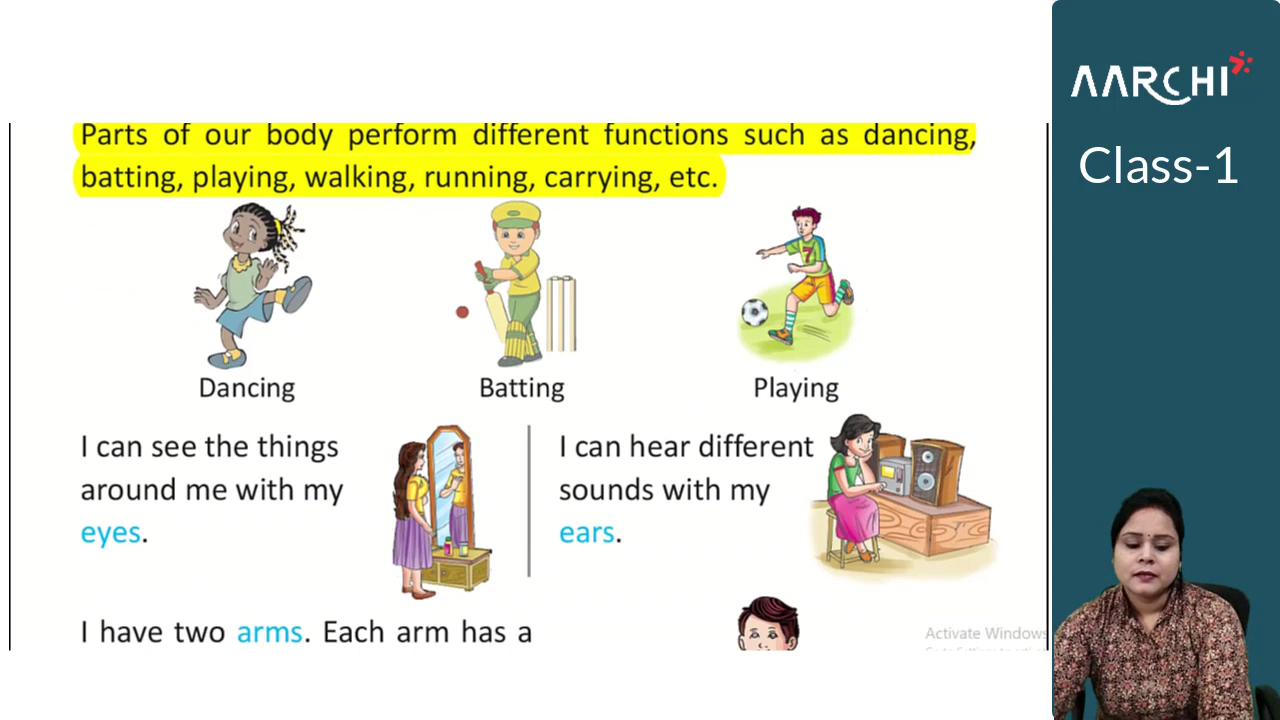 Parts of our body perform different functions such as dancing,
batting, playing, walking, running, carrying, etc.
Dancing
Batting
Playing
I can see the things
around me with my
eyes.
I can hear different
sounds with my
ears.
I have two arms. Each arm has a
Activate Windows
AARCHI
Class-1
7